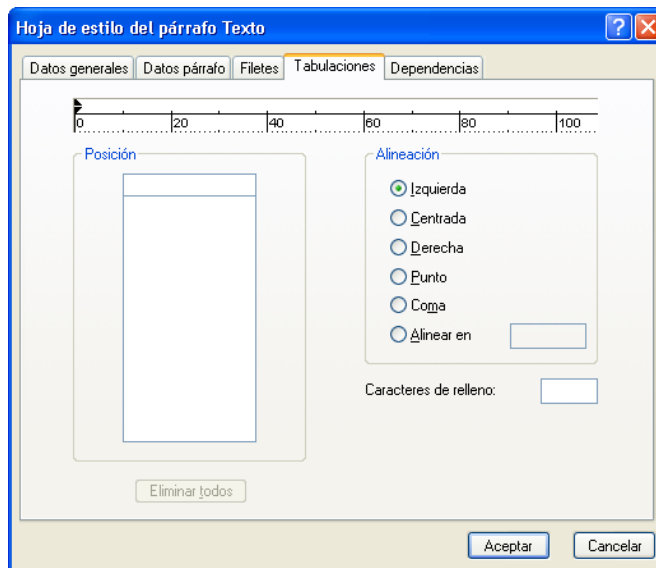 Hoja de estilo del párrafo Texto
Datos generales Datos párrafo Filetes Tabulaciones Dependencias
0 20 40 60 80 100
Posición
Alineación
Izquierda
Centrada
Derecha
Punto
Coma
Alinear en
Caracteres de relleno:
Eliminar todos
Aceptar Cancelar